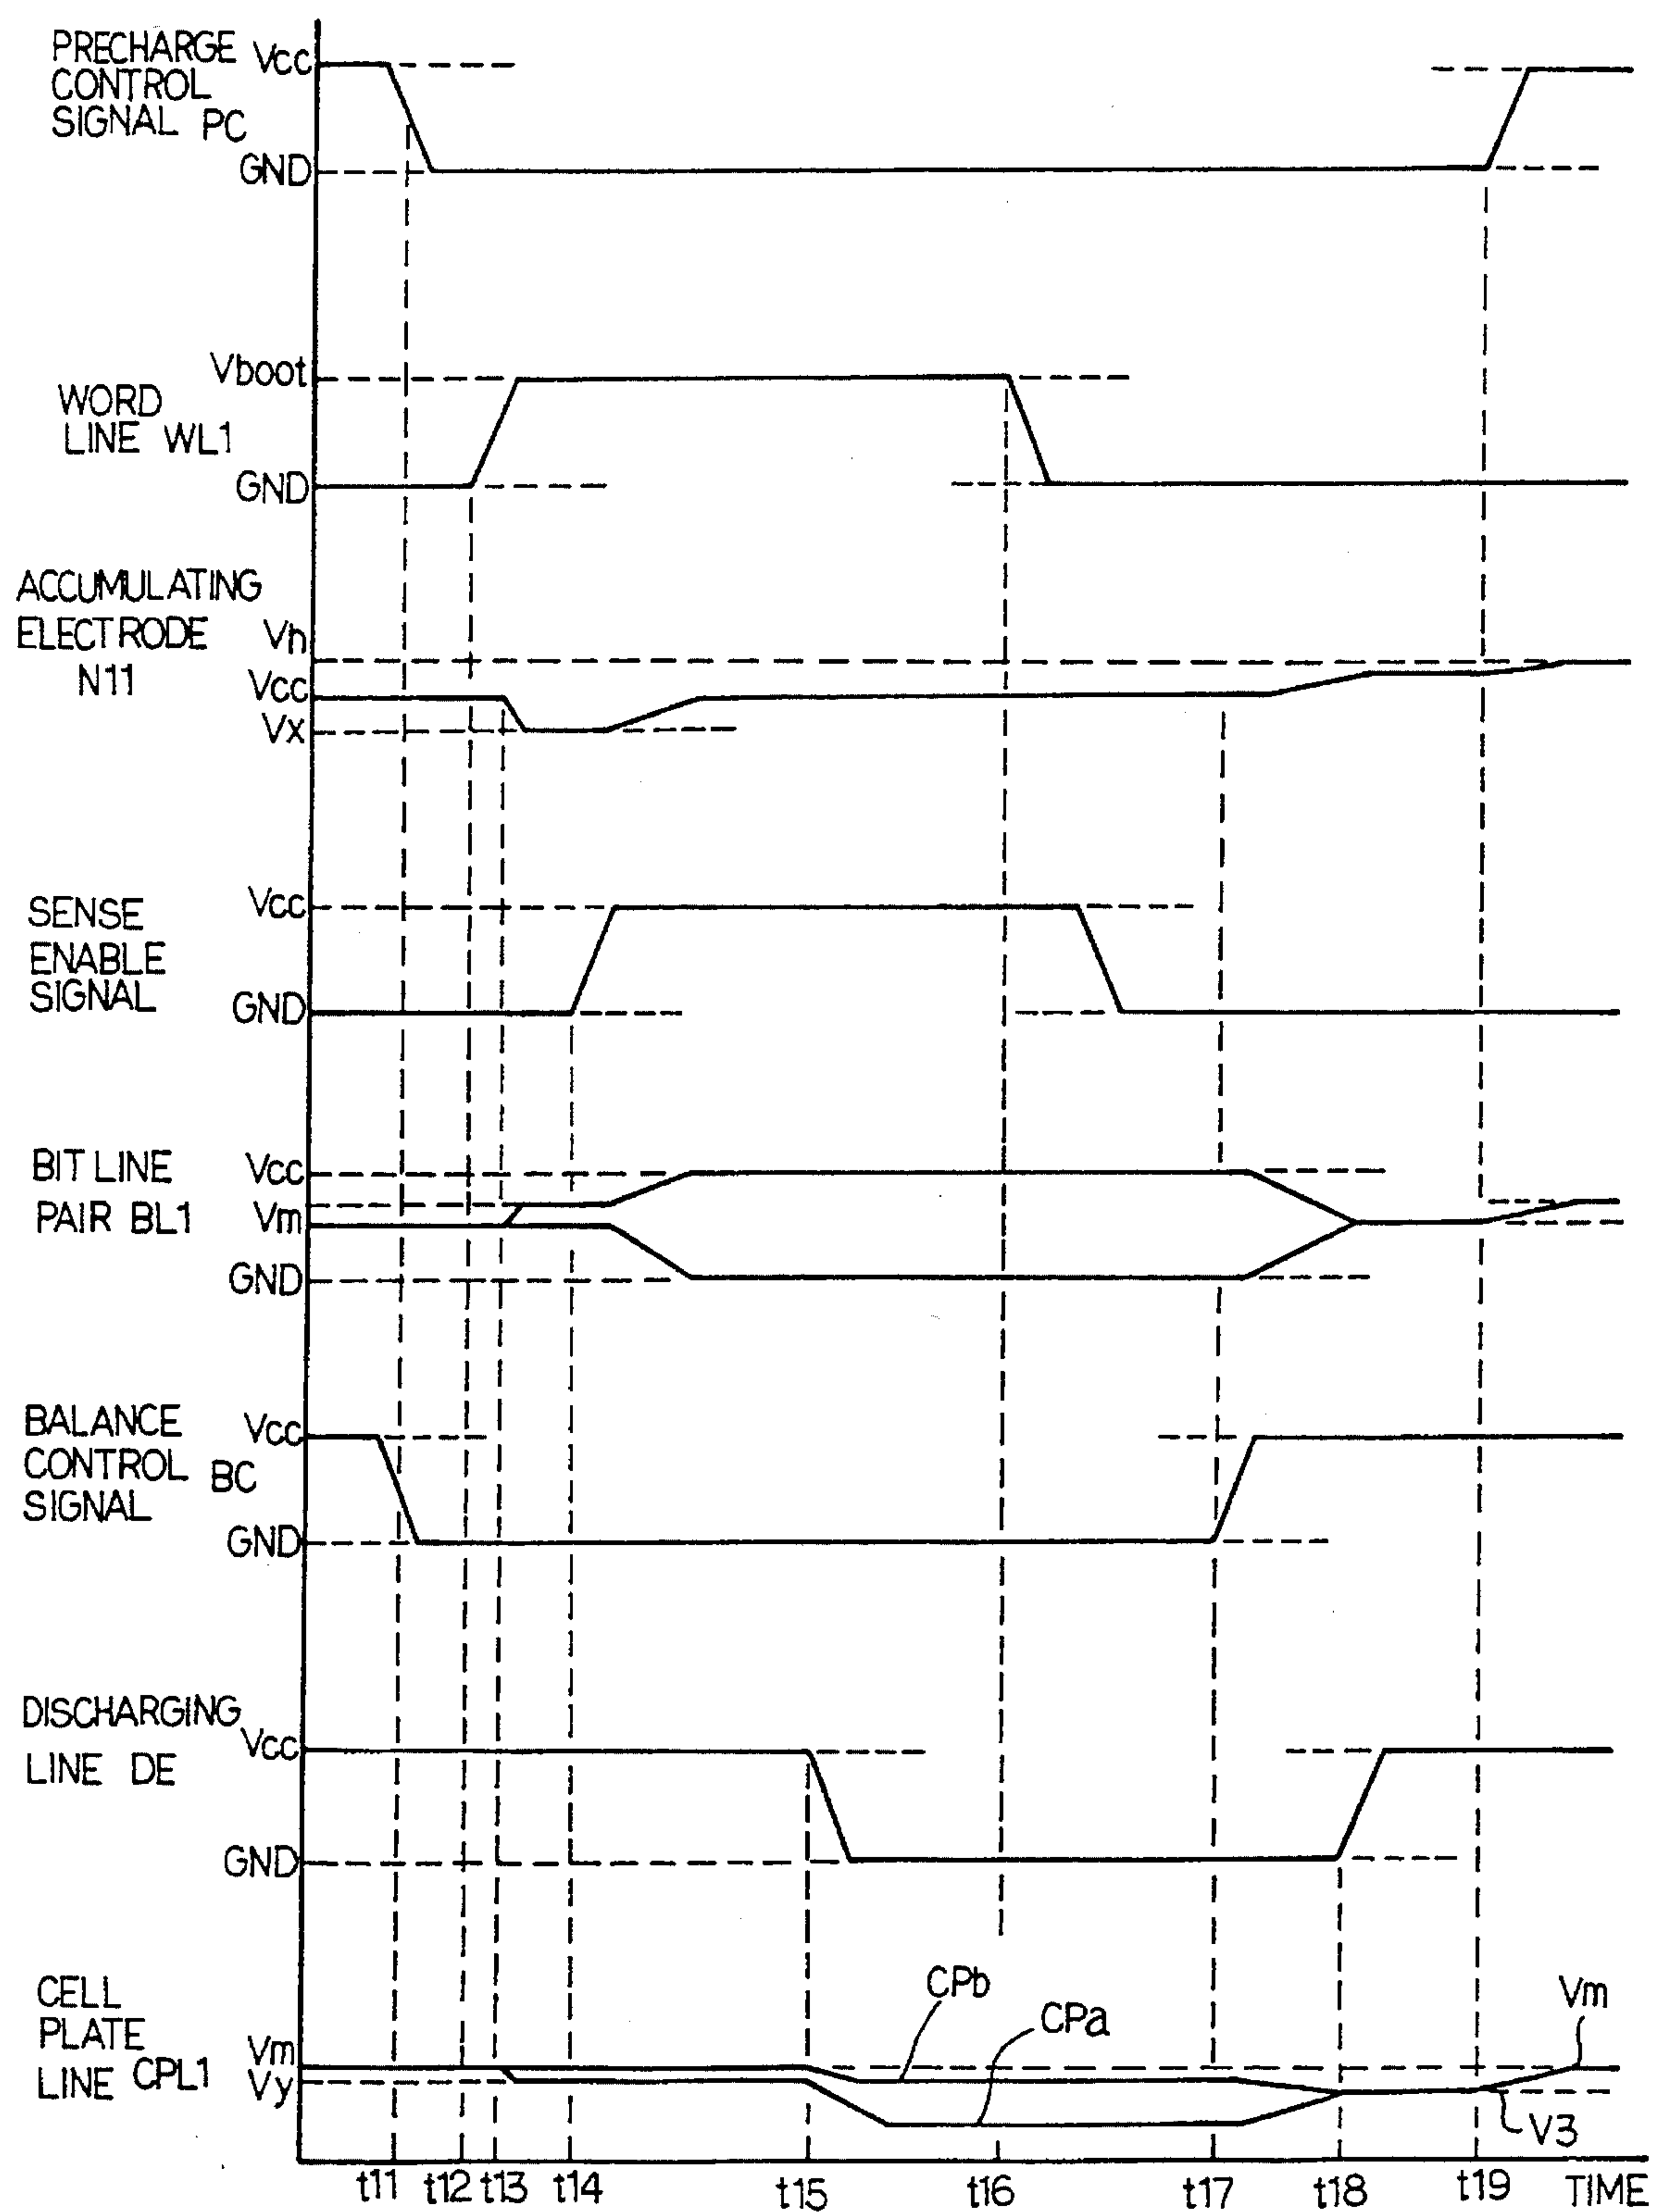 PRECHARGE
CONTROL
SIGNAL PC
Vcc
GND
WORD
LINE WL1
Vboot
GND
ACCUMULATING
ELECTRODE
N11
Vh
Vcc
Vx
SENSE
ENABLE
SIGNAL
Vcc
GND
BIT LINE
PAIR BL1
Vcc
Vm
GND
BALANCE
CONTROL BC
SIGNAL
Vcc
GND
DISCHARGING
LINE DE
Vcc
GND
CELL
PLATE
LINE CPL1
Vm
Vy
CPb
CPa
Vm
V3
t11 t12 t13 t14 t15 t16 t17 t18 t19 TIME